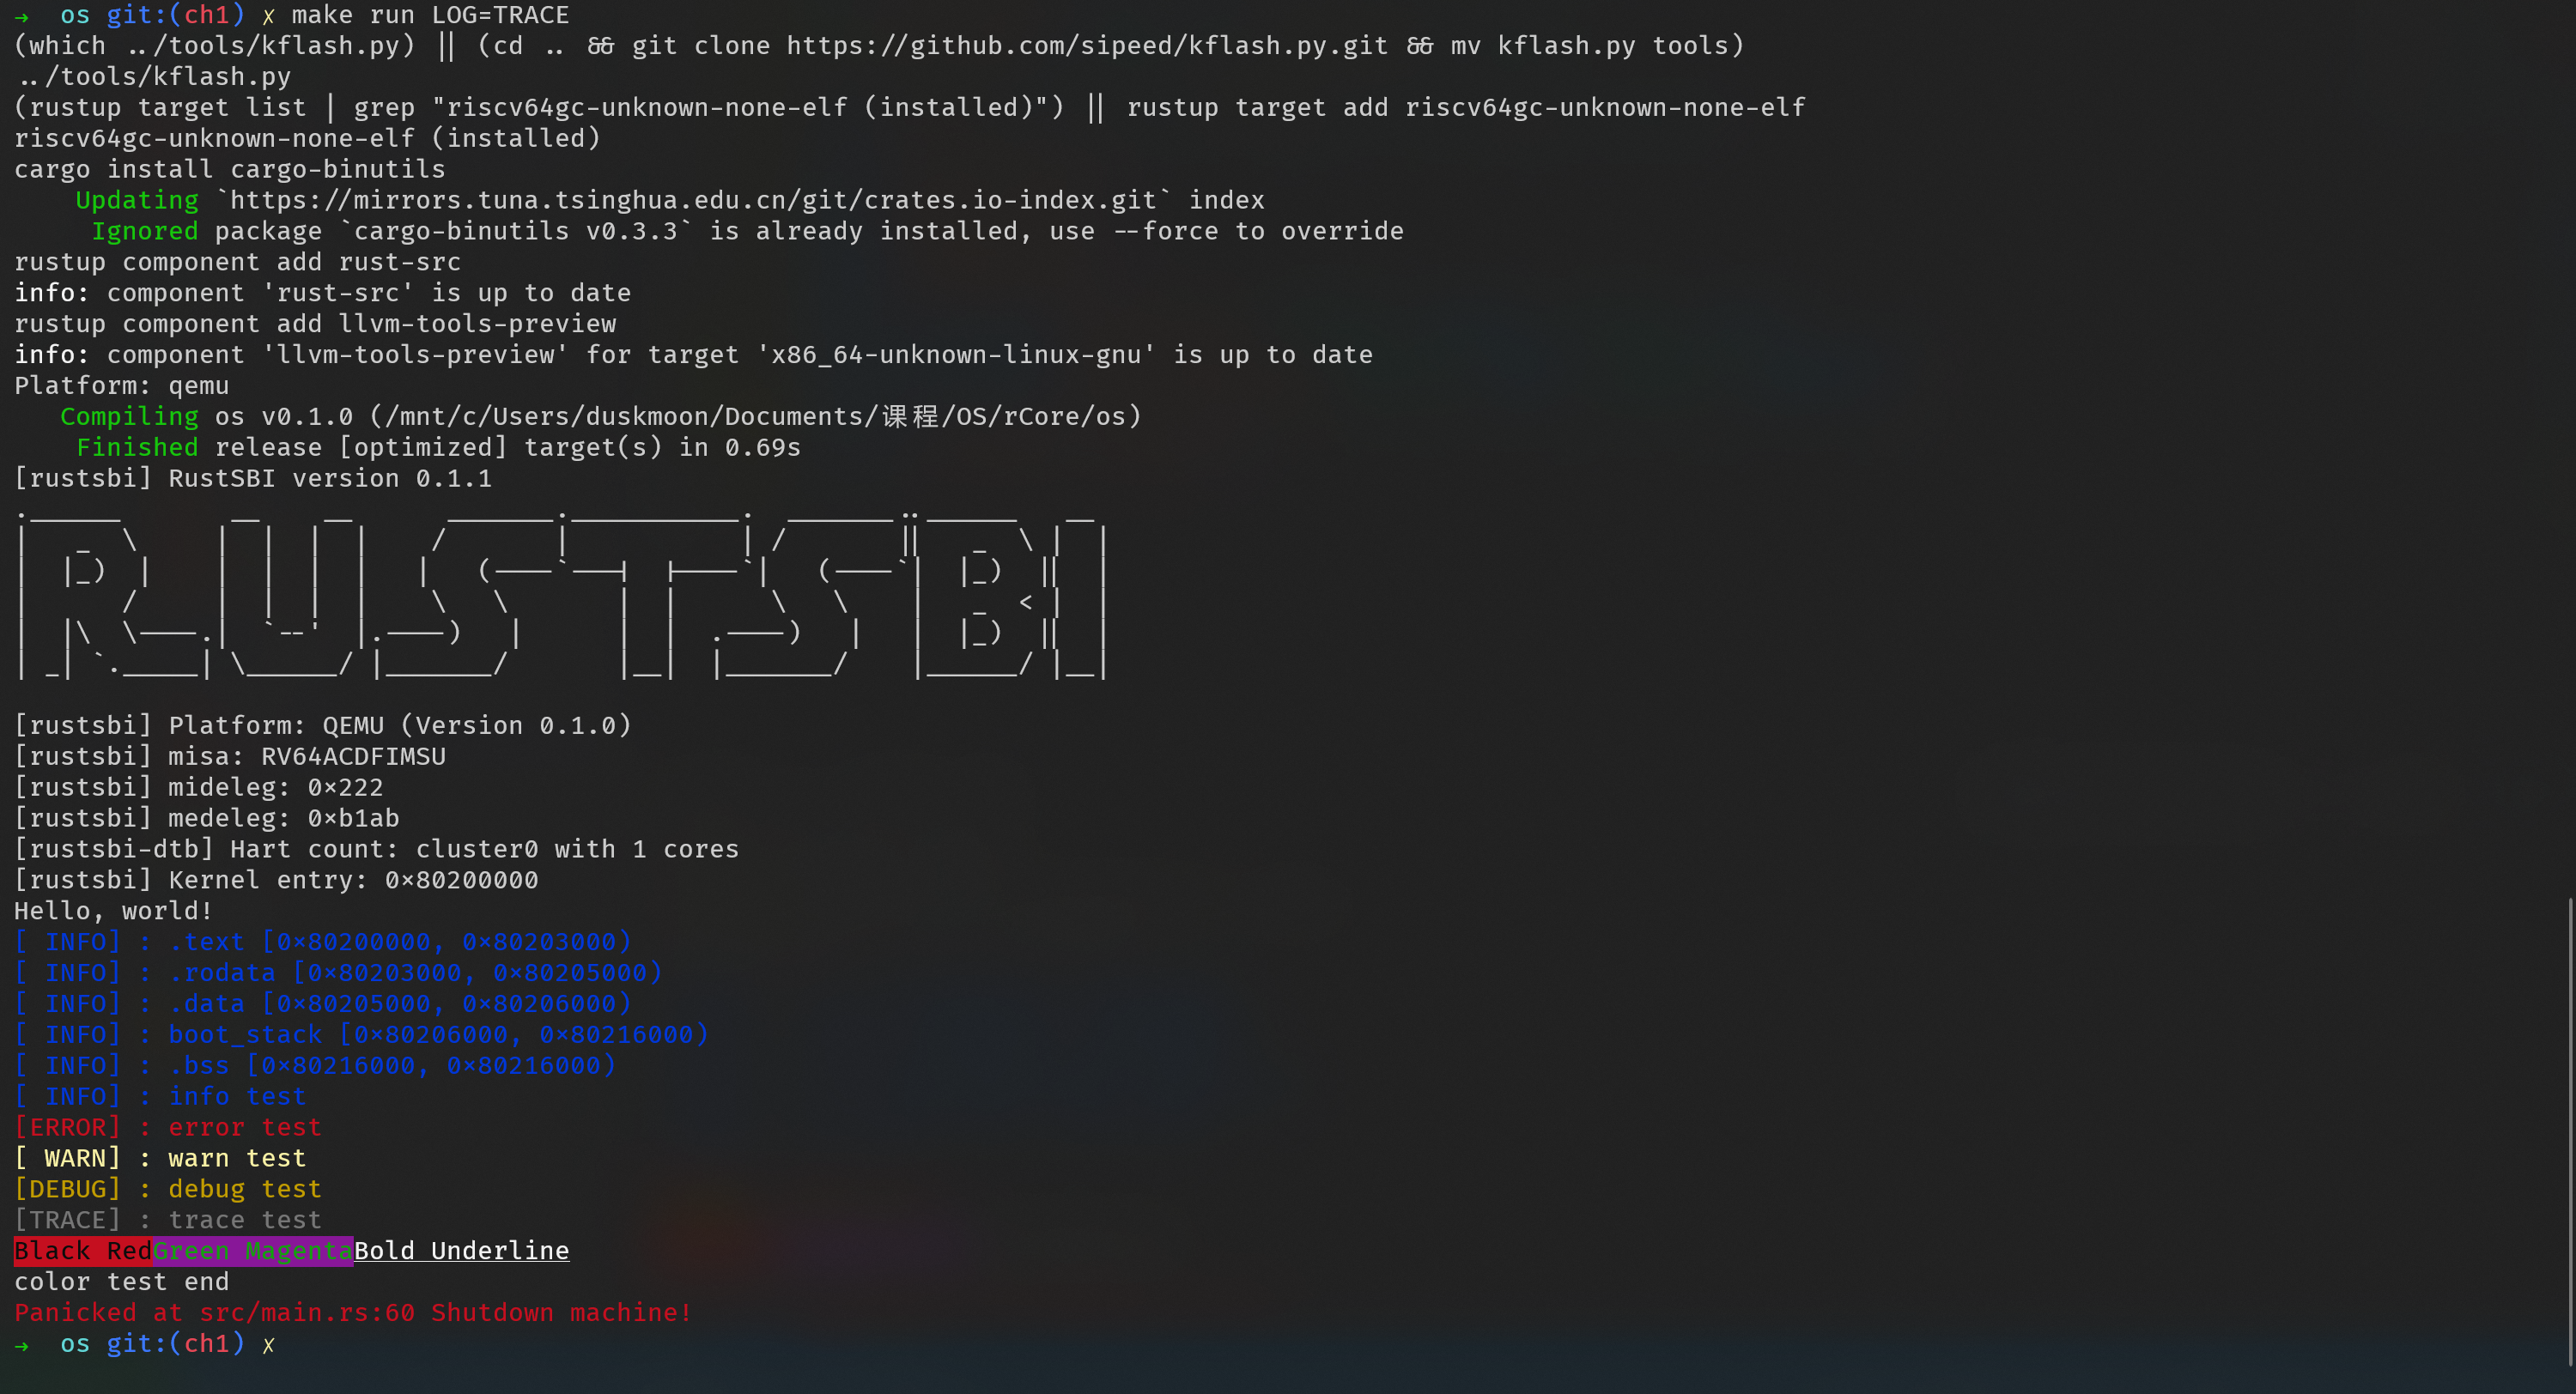 →  os git:(ch1) ✗ make run LOG=TRACE
(which ../tools/kflash.py) || (cd .. && git clone https://github.com/sipeed/kflash.py.git && mv kflash.py tools)
../tools/kflash.py
(rustup target list | grep "riscv64gc-unknown-none-elf (installed)") || rustup target add riscv64gc-unknown-none-elf
riscv64gc-unknown-none-elf (installed)
cargo install cargo-binutils
    Updating `https://mirrors.tuna.tsinghua.edu.cn/git/crates.io-index.git` index
     Ignored package `cargo-binutils v0.3.3` is already installed, use --force to override
rustup component add rust-src
info: component 'rust-src' is up to date
rustup component add llvm-tools-preview
info: component 'llvm-tools-preview' for target 'x86_64-unknown-linux-gnu' is up to date
Platform: qemu
   Compiling os v0.1.0 (/mnt/c/Users/duskmoon/Documents/课程/OS/rCore/os)
    Finished release [optimized] target(s) in 0.69s
[rustsbi] RustSBI version 0.1.1
RUSTSBI
[rustsbi] Platform: QEMU (Version 0.1.0)
[rustsbi] misa: RV64ACDFIMSU
[rustsbi] mideleg: 0x222
[rustsbi] medeleg: 0xb1ab
[rustsbi-dtb] Hart count: cluster0 with 1 cores
[rustsbi] Kernel entry: 0x80200000
Hello, world!
[ INFO] : .text [0x80200000, 0x80203000)
[ INFO] : .rodata [0x80203000, 0x80205000)
[ INFO] : .data [0x80205000, 0x80206000)
[ INFO] : boot_stack [0x80206000, 0x80216000)
[ INFO] : .bss [0x80216000, 0x80216000)
[ INFO] : info test
[ERROR] : error test
[ WARN] : warn test
[DEBUG] : debug test
[TRACE] : trace test
Black RedGreen MagentaBold Underline
color test end
Panicked at src/main.rs:60 Shutdown machine!
→  os git:(ch1) ✗